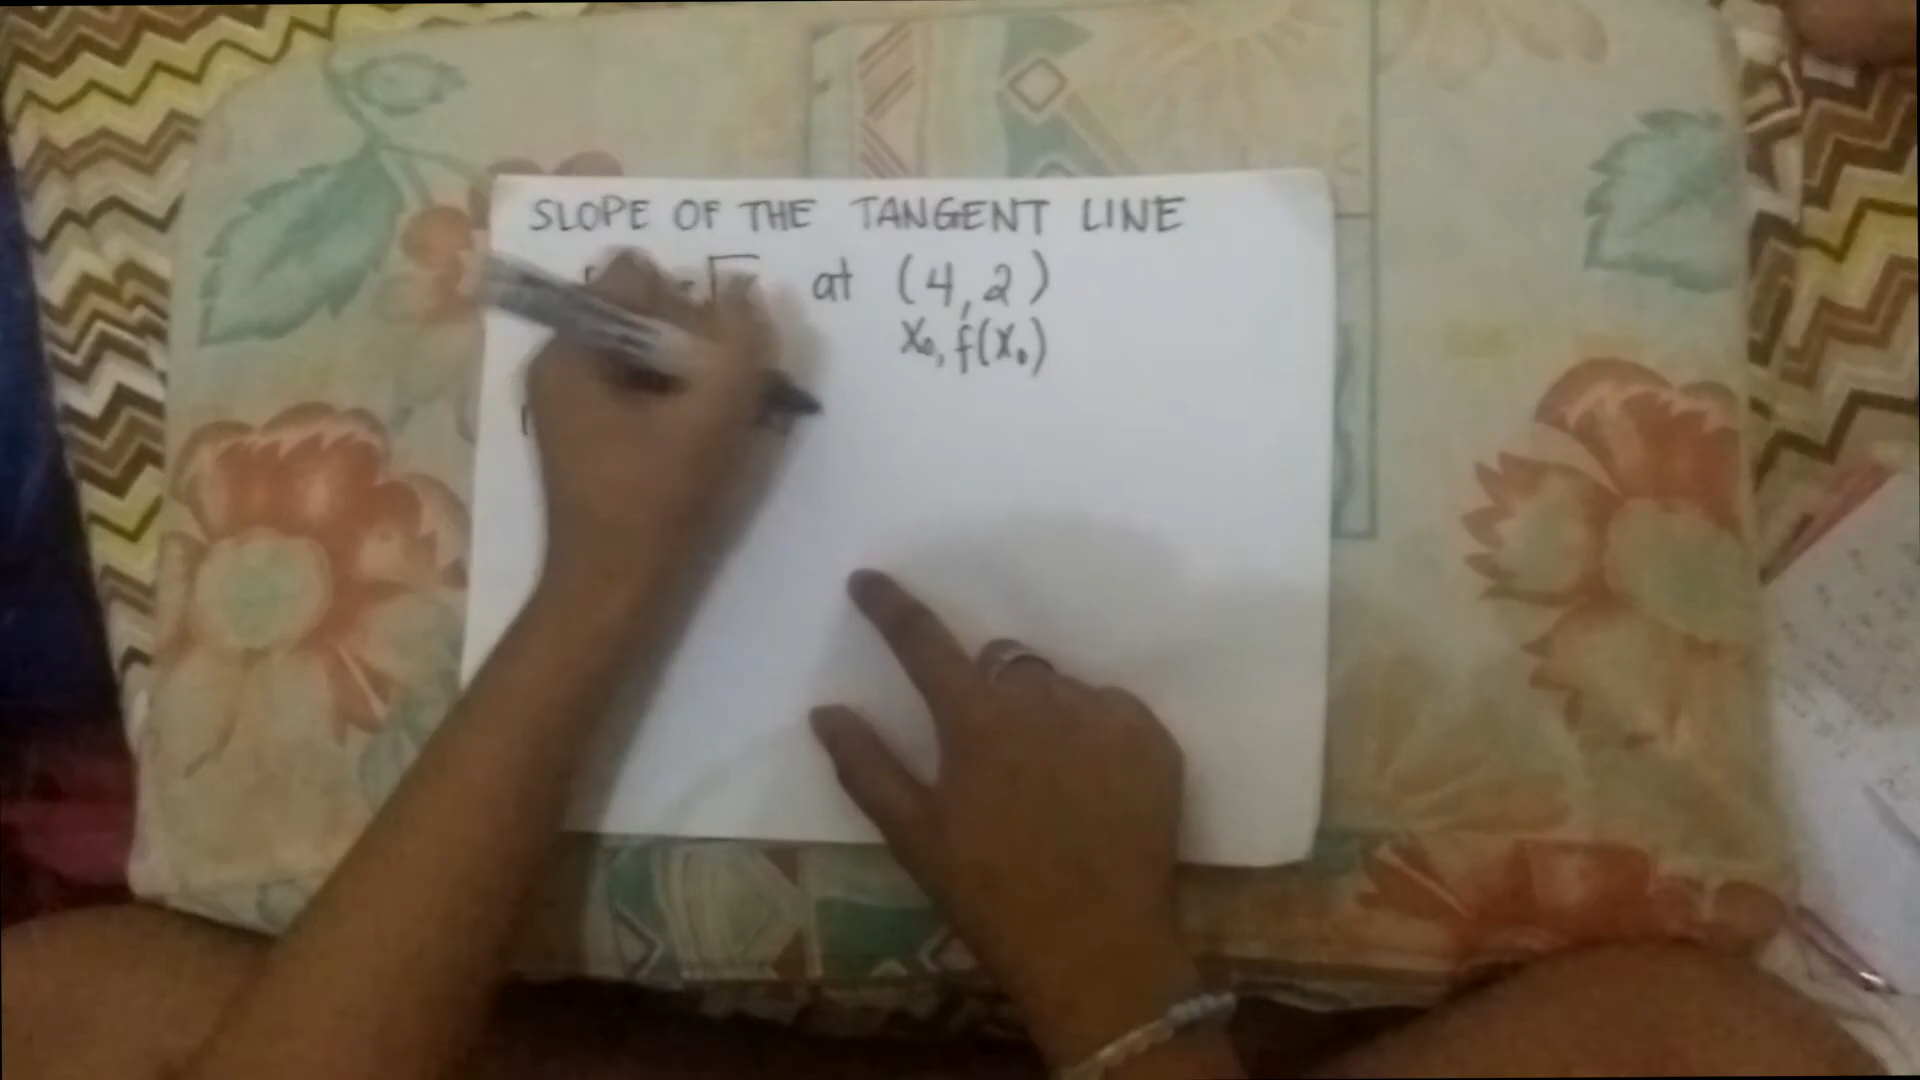 SLOPE OF THE TANGENT LINE
at (4, 2)
x₀, f(x₀)